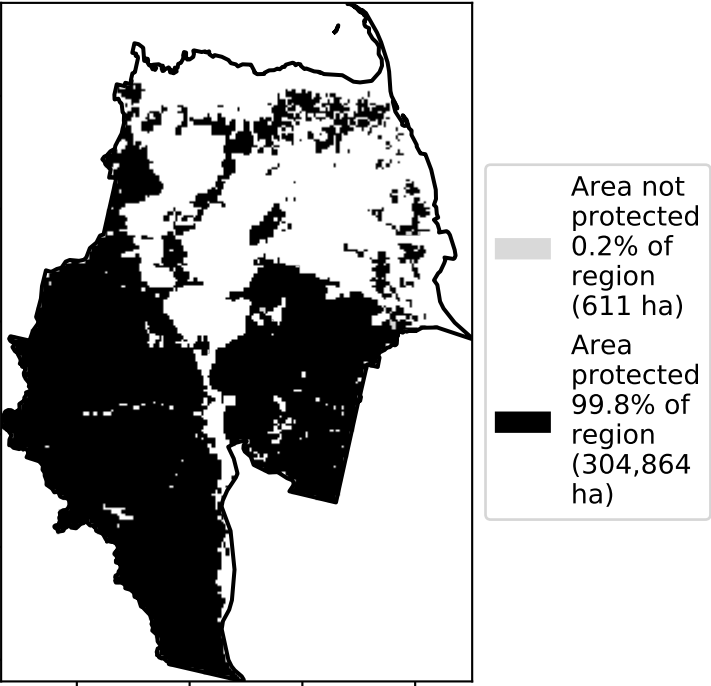 Area not
protected
0.2% of
region
(611 ha)
Area
protected
99.8% of
region
(304,864
ha)